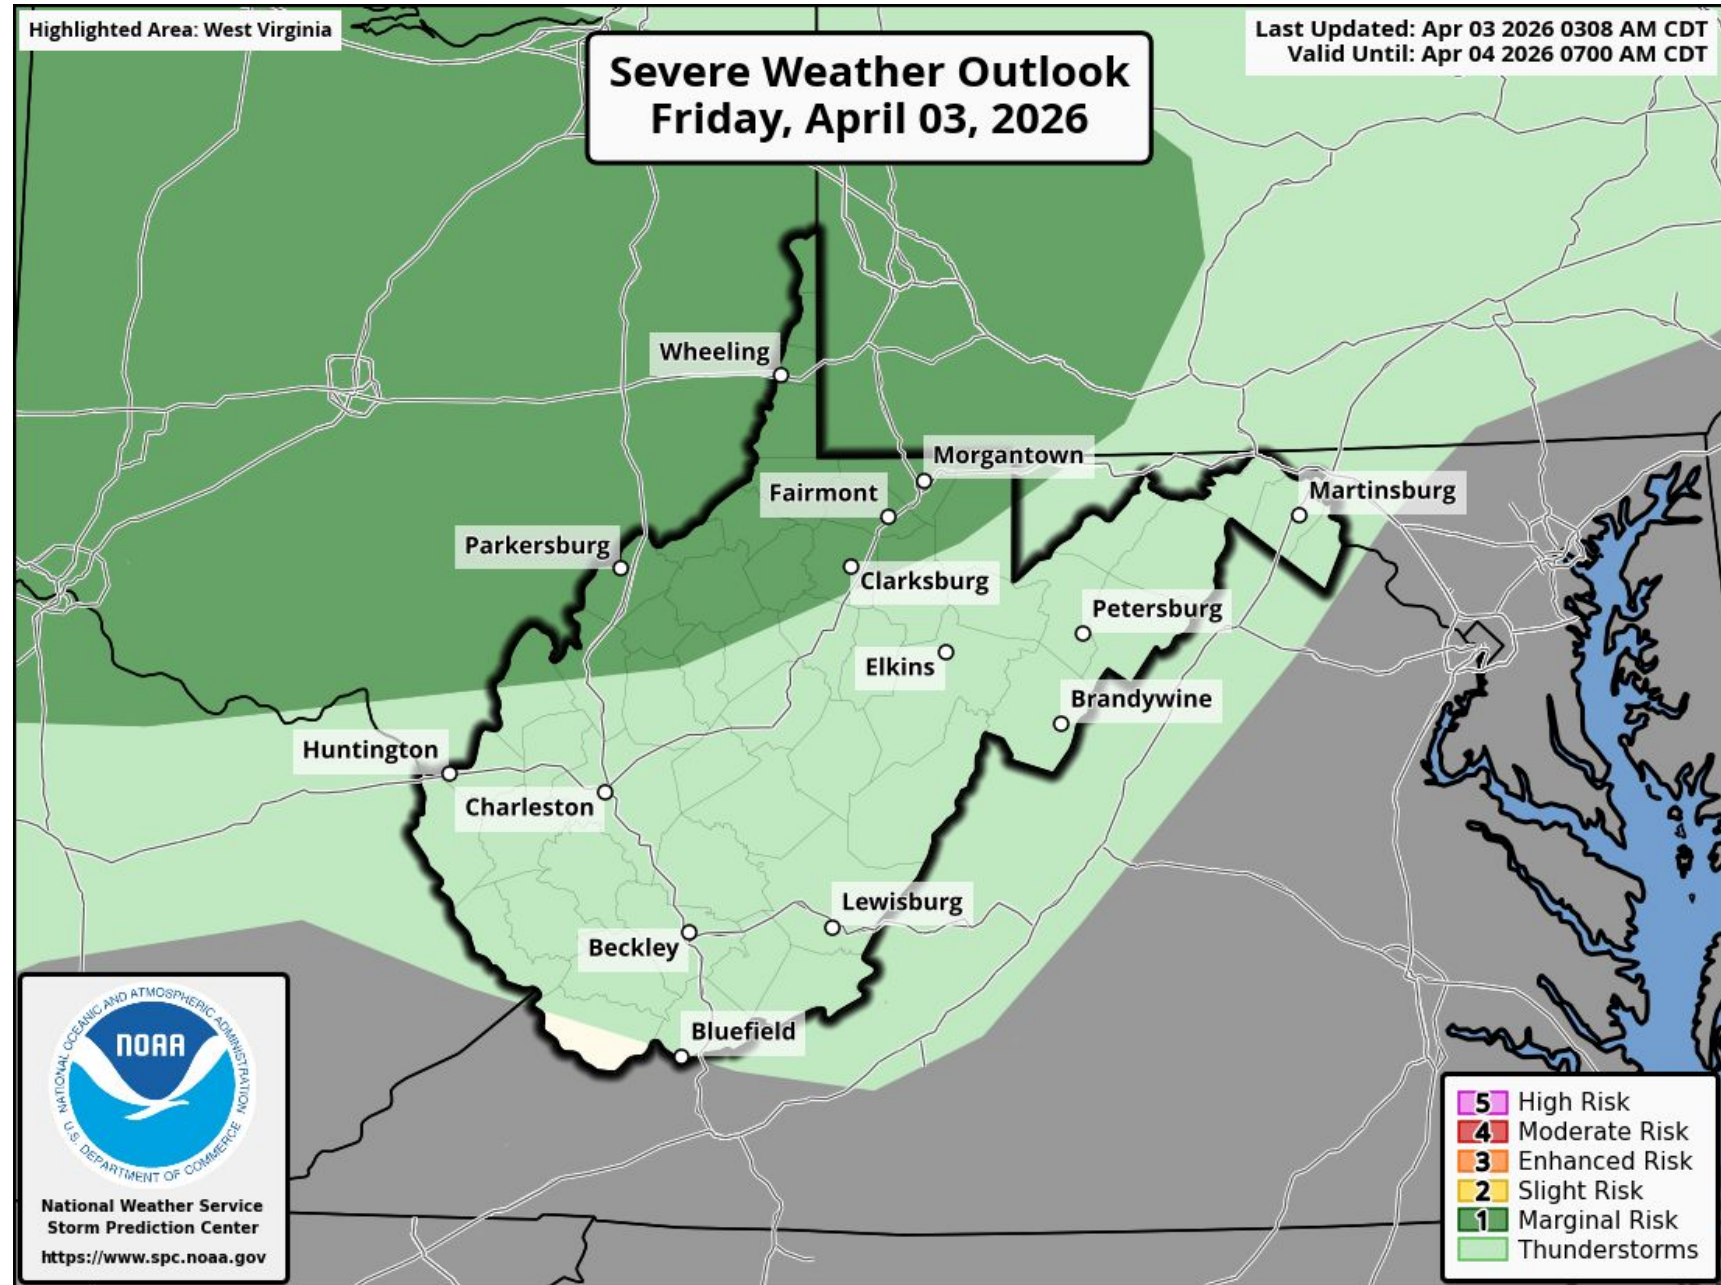 Highlighted Area: West Virginia
Last Updated: Apr 03 2026 0308 AM CDT
Valid Until: Apr 04 2026 0700 AM CDT
Severe Weather Outlook
Friday, April 03, 2026
Wheeling
Morgantown
Fairmont
Martinsburg
Parkersburg
Clarksburg
Petersburg
Elkins
Brandywine
Huntington
Charleston
Lewisburg
Beckley
Bluefield
NATIONAL OCEANIC AND ATMOSPHERIC ADMINISTRATION
NOAA
U.S. DEPARTMENT OF COMMERCE
National Weather Service
Storm Prediction Center
https://www.spc.noaa.gov
5 High Risk
4 Moderate Risk
3 Enhanced Risk
2 Slight Risk
1 Marginal Risk
Thunderstorms